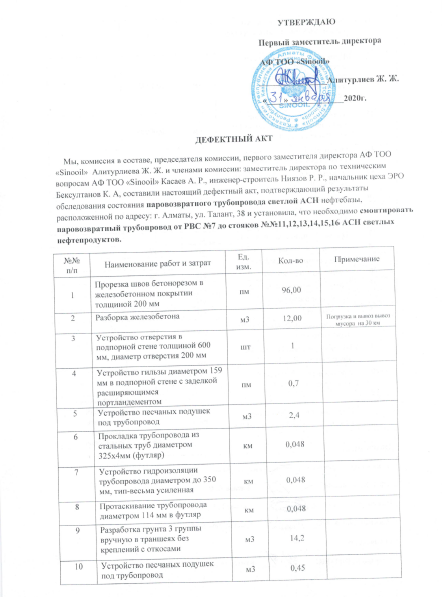 УТВЕРЖДАЮ
Первый заместитель директора
АФ ТОО «Sinooil»
Алитурлиев Ж. Ж.
«31» 2020г.
SINOOIL
ДЕФЕКТНЫЙ АКТ
Мы, комиссия в составе, председателя комиссии, первого заместителя директора АФ ТОО
«Sinooil» Алитурлиева Ж. Ж. и членами комиссии: заместитель директора по техническим
вопросам АФ ТОО «Sinooil» Касаев А. Р., инженер-строитель Ниязов Р. Р., начальник цеха ЭРО
Бексултанов К. А, составили настоящий дефектный акт, подтверждающий результаты
обследования состояния паровозвратного трубопровода светлой АСН нефтебазы,
расположенной по адресу: г. Алматы, ул. Талант, 38 и установила, что необходимо смонтировать
паровозвратный трубопровод от РВС №7 до стояков №№11,12,13,14,15,16 АСН светлых
нефтепродуктов.
№№ п/п Наименование работ и затрат Ед. изм. Кол-во Примечание
1 Прорезка швов бетонорезом в железобетонном покрытии толщиной 200 мм пм 96,00
2 Разборка железобетона м3 12,00 Погрузка и вывоз мусора на 30 км
3 Устройство отверстия в подпорной стене толщиной 600 мм, диаметр отверстия 200 мм шт 1
4 Устройство гильзы диаметром 159 мм в подпорной стене с заделкой расширяющимся портландементом пм 0,7
5 Устройство песчаных подушек под трубопровод м3 2,4
6 Прокладка трубопровода из стальных труб диаметром 325х4мм (футляр) км 0,048
7 Устройство гидроизоляции трубопровода диаметром до 350 мм, тип-весьма усиленная км 0,048
8 Протаскивание трубопровода диаметром 114 мм в футляр км 0,048
9 Разработка грунта 3 группы вручную в траншеях без креплений с откосами м3 14,2
10 Устройство песчаных подушек под трубопровод м3 0,45